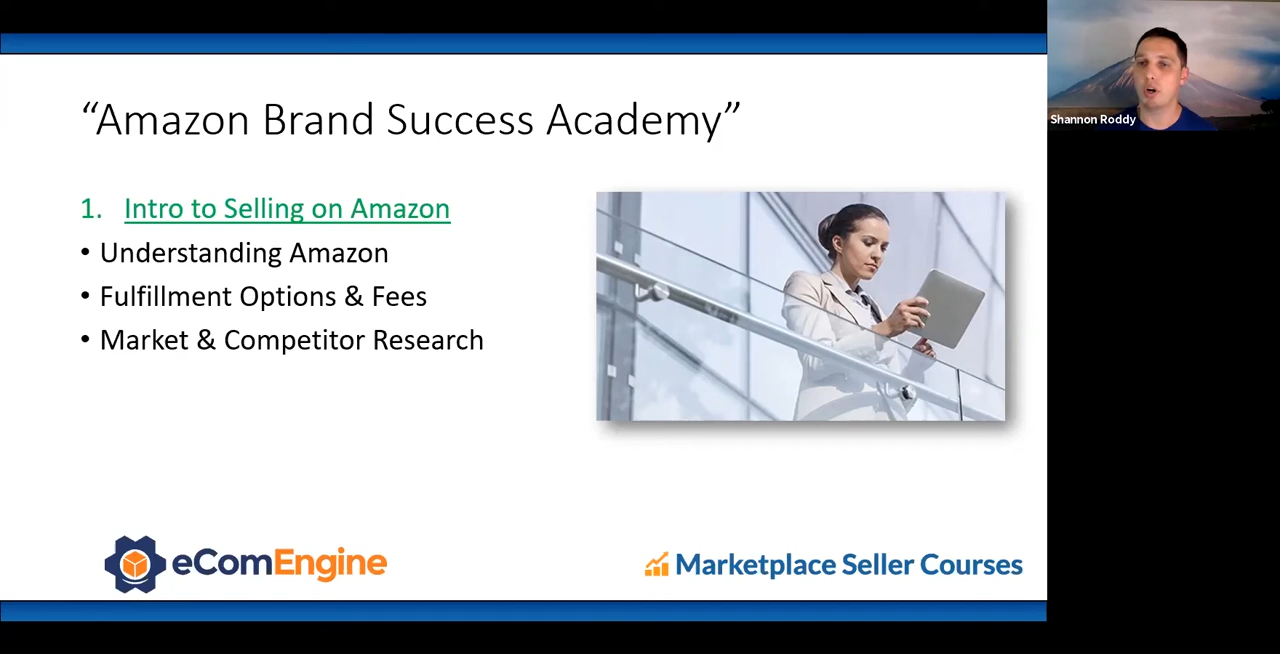 “Amazon Brand Success Academy”
Shannon Roddy
1. Intro to Selling on Amazon
• Understanding Amazon
• Fulfillment Options & Fees
• Market & Competitor Research
eComEngine
Marketplace Seller Courses